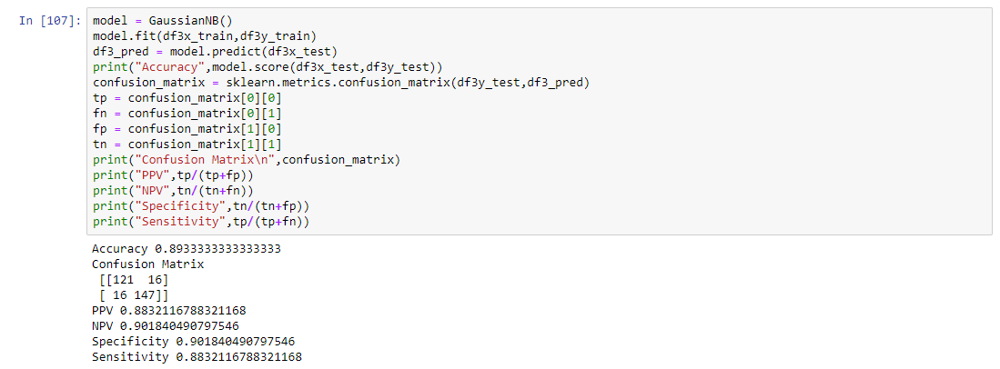 In [107]:
model = GaussianNB()
model.fit(df3x_train,df3y_train)
df3_pred = model.predict(df3x_test)
print("Accuracy",model.score(df3x_test,df3y_test))
confusion_matrix = sklearn.metrics.confusion_matrix(df3y_test,df3_pred)
tp = confusion_matrix[0][0]
fn = confusion_matrix[0][1]
fp = confusion_matrix[1][0]
tn = confusion_matrix[1][1]
print("Confusion Matrix\n",confusion_matrix)
print("PPV",tp/(tp+fp))
print("NPV",tn/(tn+fn))
print("Specificity",tn/(tn+fp))
print("Sensitivity",tp/(tp+fn))
Accuracy 0.8933333333333333
Confusion Matrix
 [[121  16]
 [ 16 147]]
PPV 0.8832116788321168
NPV 0.901840490797546
Specificity 0.901840490797546
Sensitivity 0.8832116788321168